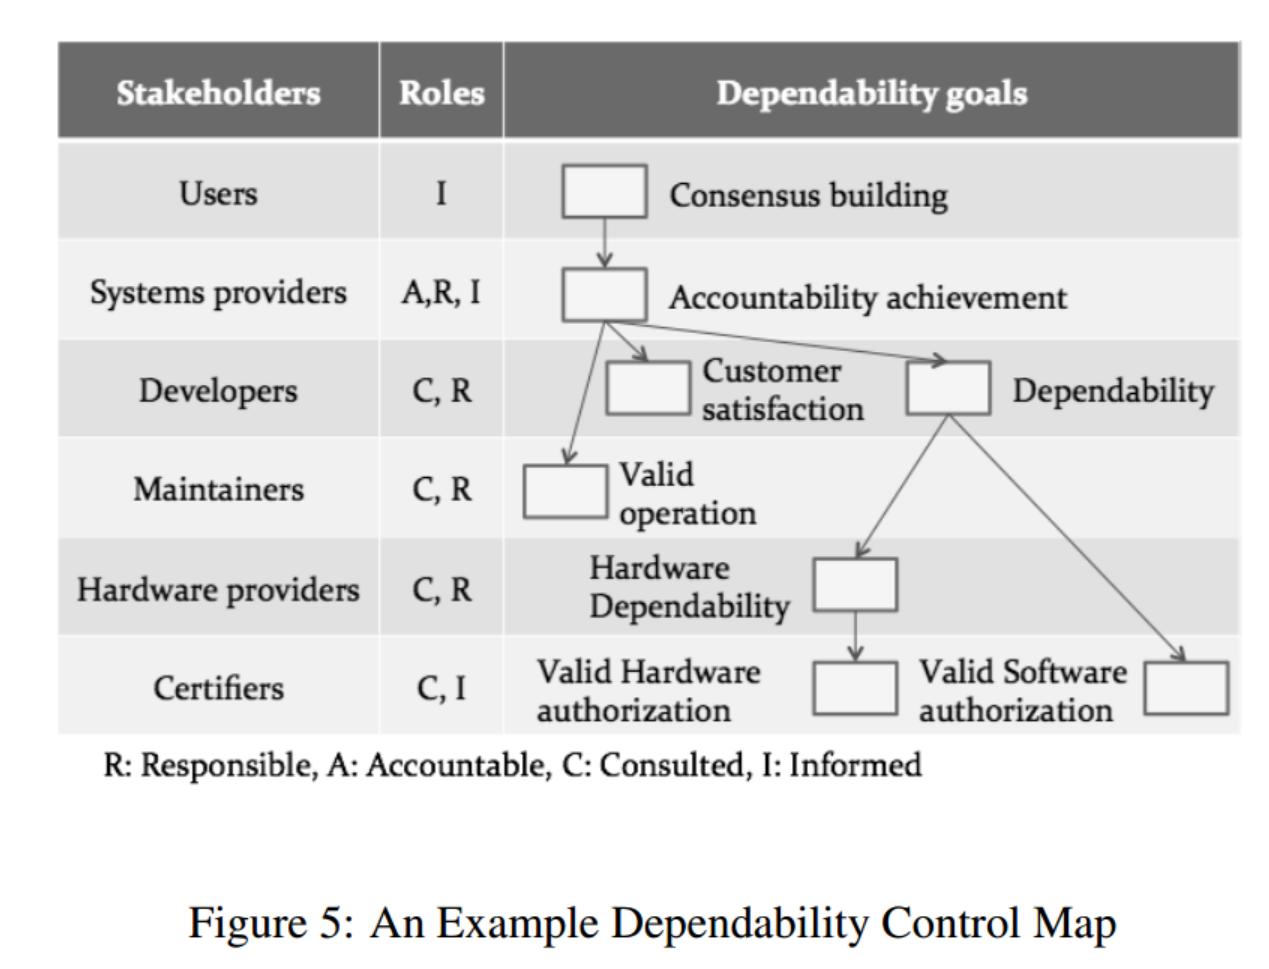 Stakeholders Roles Dependability goals
Users I Consensus building
Systems providers A,R, I Accountability achievement
Developers C, R Customer
satisfaction Dependability
Maintainers C, R Valid
operation
Hardware providers C, R Hardware
Dependability
Certifiers C, I Valid Hardware
authorization Valid Software
authorization
R: Responsible, A: Accountable, C: Consulted, I: Informed
Figure 5: An Example Dependability Control Map